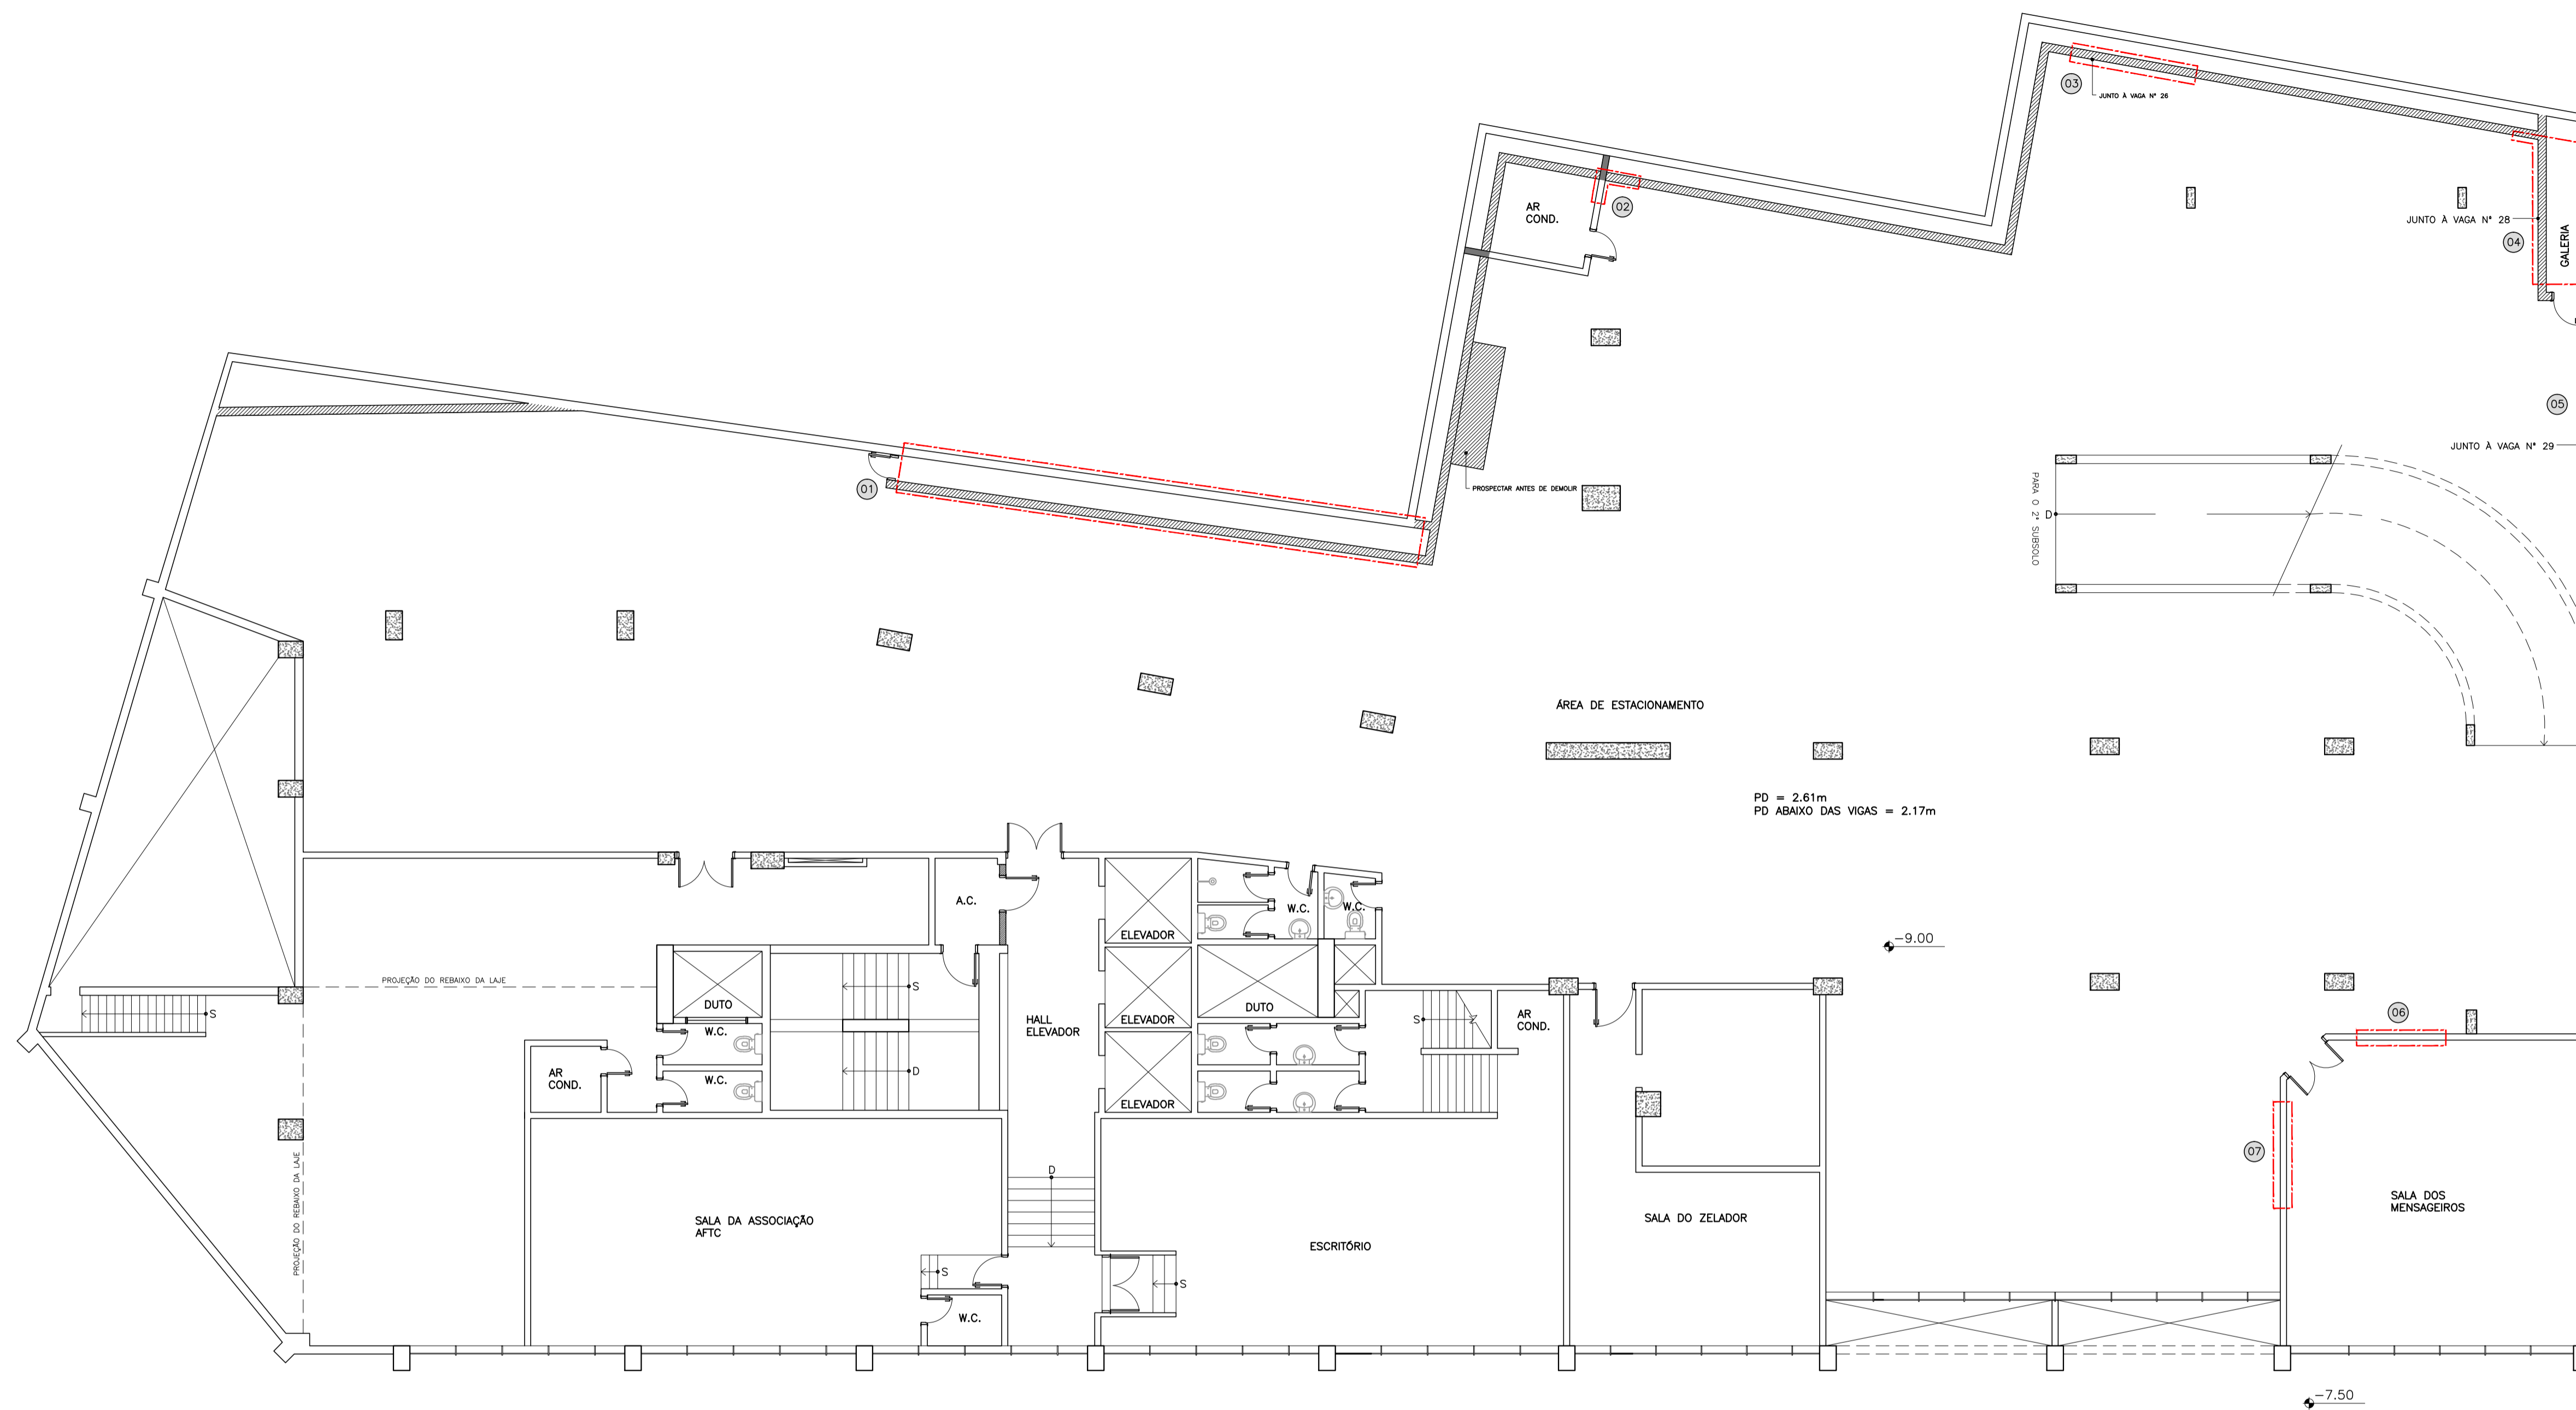 03
JUNTO À VAGA Nº 26
AR
COND.
02
JUNTO À VAGA Nº 28
04
GALERIA
05
JUNTO À VAGA Nº 29
01
PROSPECTAR ANTES DE DEMOLIR
PARA O 2º SUBSOLO
D
ÁREA DE ESTACIONAMENTO
PD = 2.61m
PD ABAIXO DAS VIGAS = 2.17m
A.C.
W.C.
W.C.
ELEVADOR
-9.00
PROJEÇÃO DO REBAIXO DA LAJE
S
DUTO
DUTO
S
HALL
ELEVADOR
ELEVADOR
S
AR
COND.
06
W.C.
AR
COND.
W.C.
D
ELEVADOR
07
PROJEÇÃO DO REBAIXO DA LAJE
D
SALA DA ASSOCIAÇÃO
AFTC
SALA DO ZELADOR
SALA DOS
MENSAGEIROS
ESCRITÓRIO
S
S
W.C.
-7.50